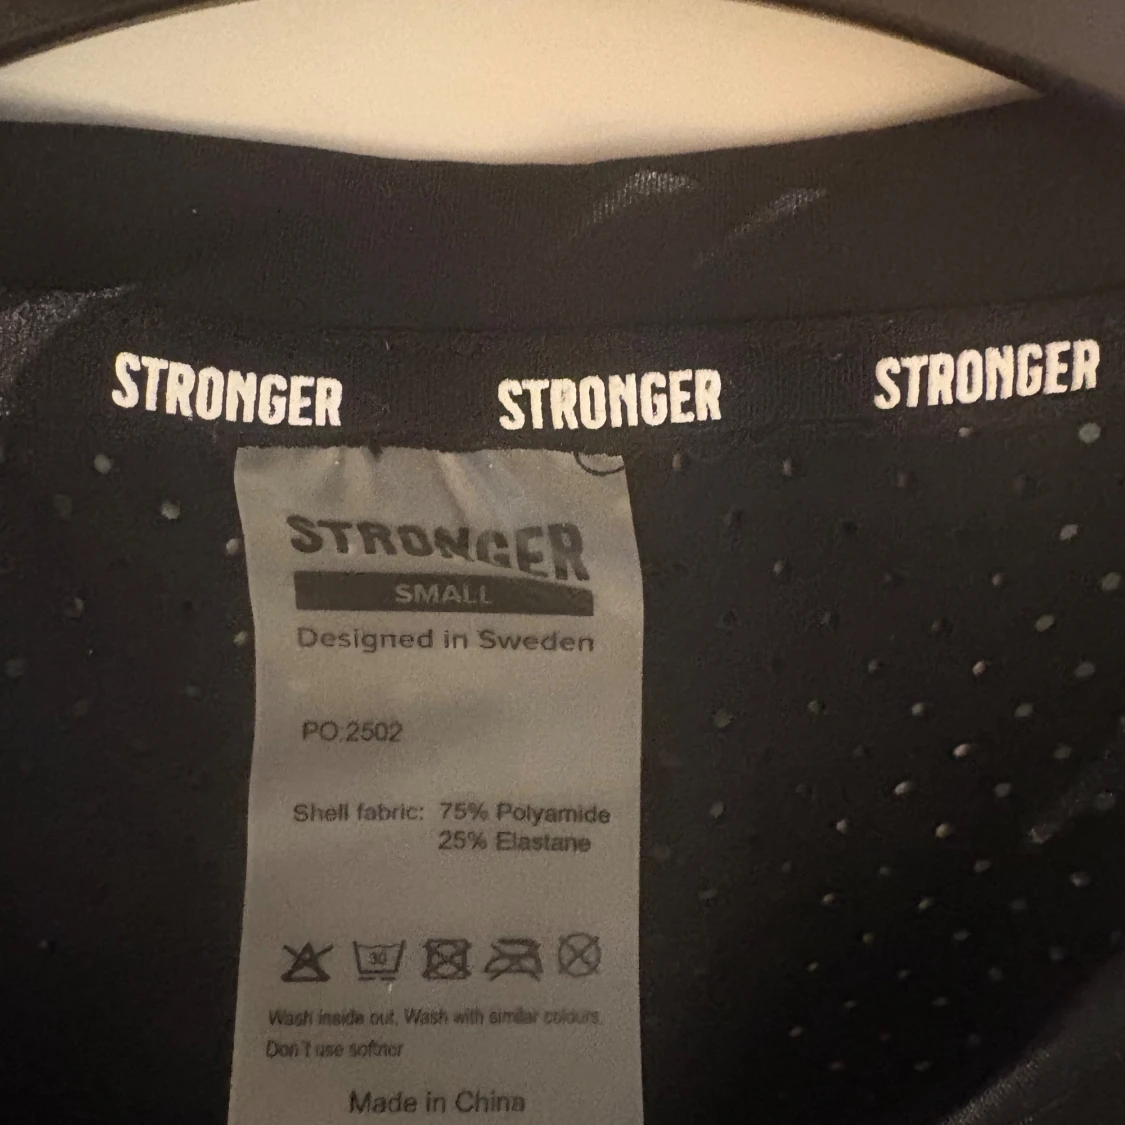 STRONGER STRONGER STRONGER
STRONGER
SMALL
Designed in Sweden
PO:2502
Shell fabric: 75% Polyamide
25% Elastane
30
Wash inside out. Wash with similar colours.
Don't use softner
Made in China